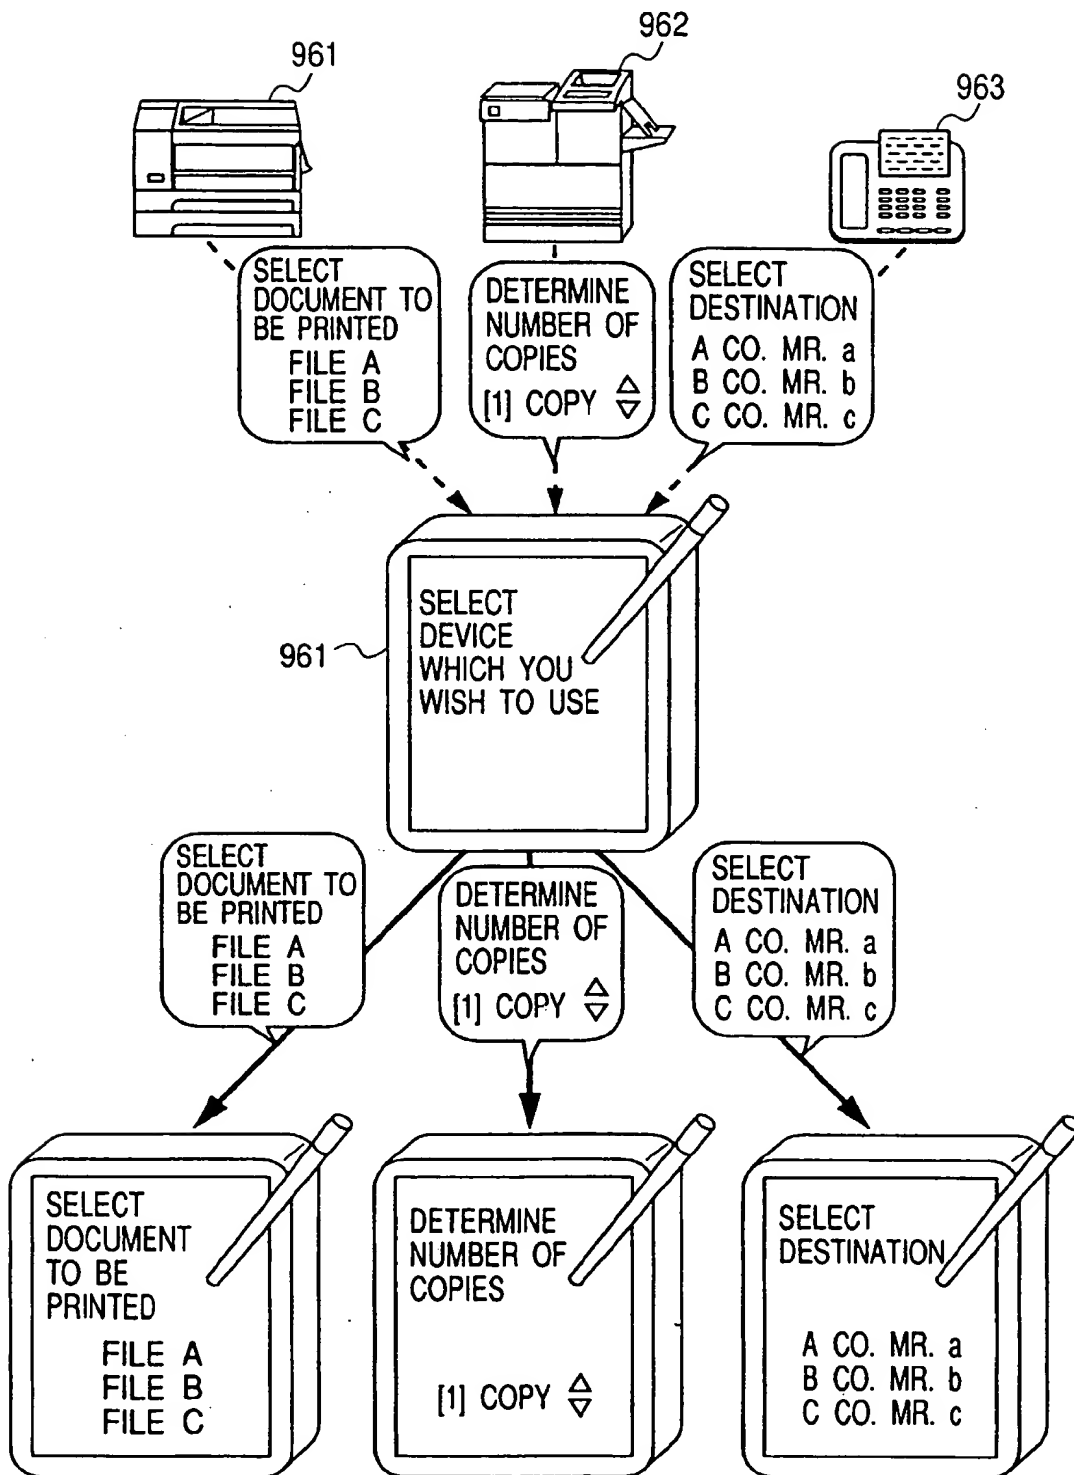 961
962
963
SELECT
DOCUMENT TO
BE PRINTED
FILE A
FILE B
FILE C
DETERMINE
NUMBER OF
COPIES
[1] COPY △▽
SELECT
DESTINATION
A CO. MR. a
B CO. MR. b
C CO. MR. c
961
SELECT
DEVICE
WHICH YOU
WISH TO USE
SELECT
DOCUMENT TO
BE PRINTED
FILE A
FILE B
FILE C
DETERMINE
NUMBER OF
COPIES
[1] COPY △▽
SELECT
DESTINATION
A CO. MR. a
B CO. MR. b
C CO. MR. c
SELECT
DOCUMENT
TO BE
PRINTED
FILE A
FILE B
FILE C
DETERMINE
NUMBER OF
COPIES
[1] COPY △▽
SELECT
DESTINATION
A CO. MR. a
B CO. MR. b
C CO. MR. c